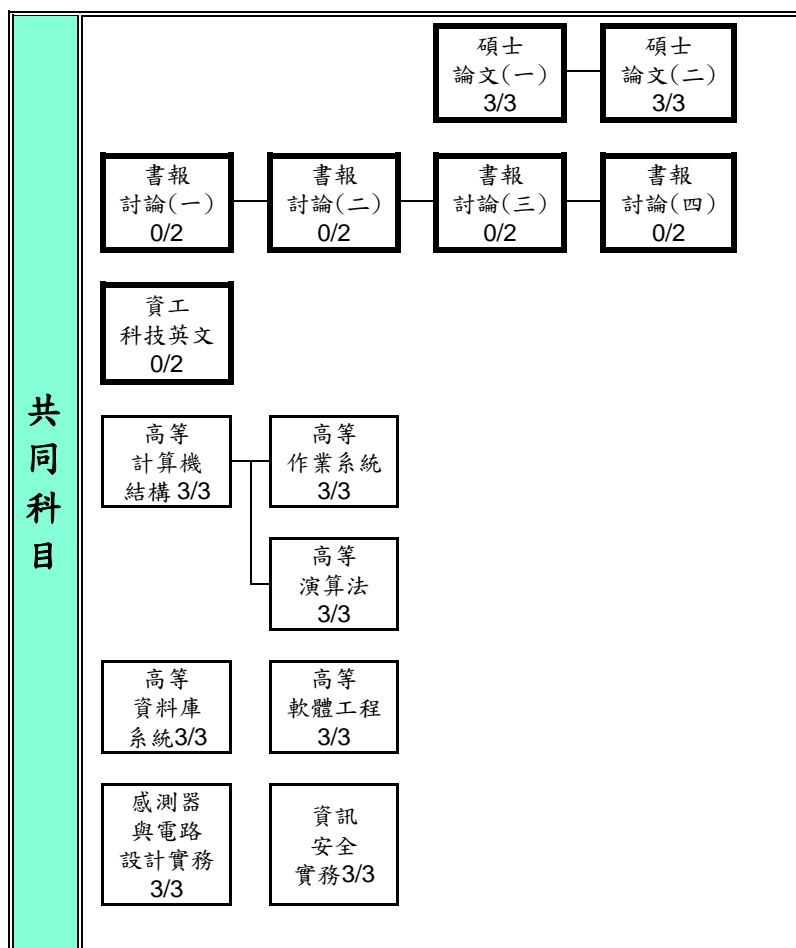 共同科目
碩士
論文(一)
3/3
碩士
論文(二)
3/3
書報
討論(一)
0/2
書報
討論(二)
0/2
書報
討論(三)
0/2
書報
討論(四)
0/2
資工
科技英文
0/2
高等
計算機
結構 3/3
高等
作業系統
3/3
高等
演算法
3/3
高等
資料庫
系統3/3
高等
軟體工程
3/3
感測器
與電路
設計實務
3/3
資訊
安全
實務3/3